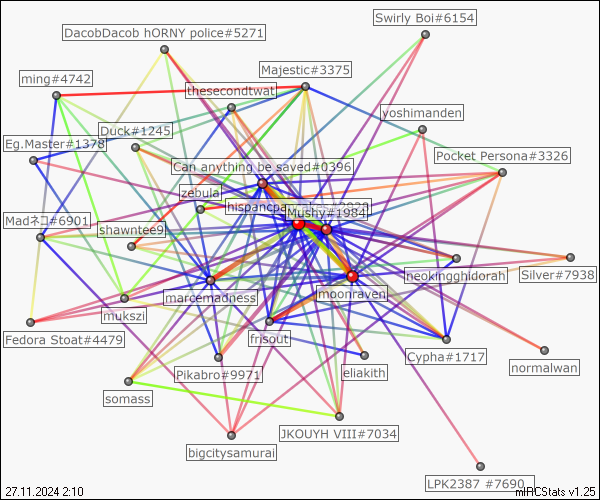 Swirly Boi#6154
DacobDacob hORNY police#5271
Majestic#3375
ming#4742
thesecondtwat
yoshimanden
Duck#1245
Eg.Master#1378
Pocket Persona#3326
Can anything be saved#0396
zebula
Mushy#1984
Madネコ#6901
shawntee9
neokingghidorah
Silver#7938
moonraven
marcemadness
mukszi
Fedora Stoat#4479
frisout
Cypha#1717
normalwan
eliakith
Pikabro#9971
somass
JKOUYH VIII#7034
bigcitysamurai
LPK2387 #7690
27.11.2024 2:10
mIRCStats v1.25